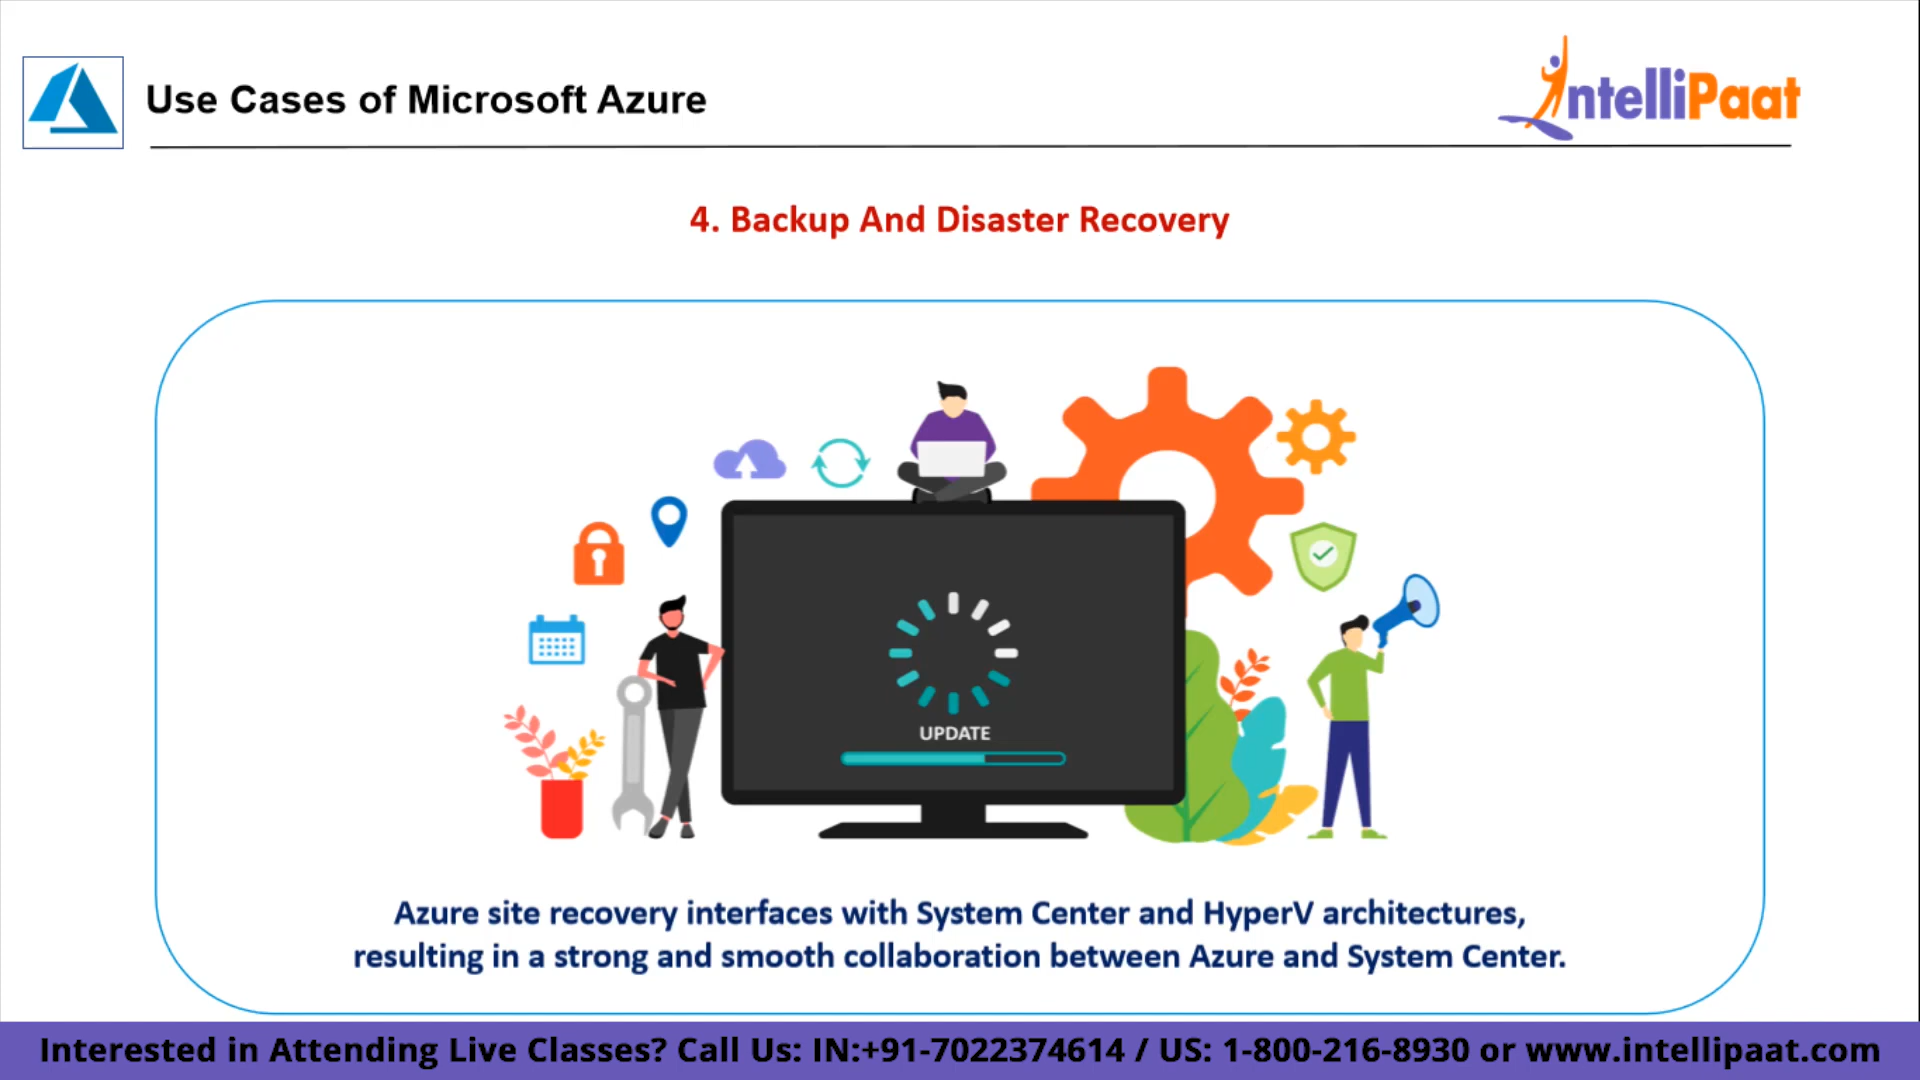 Use Cases of Microsoft Azure
IntelliPaat
4. Backup And Disaster Recovery
UPDATE
Azure site recovery interfaces with System Center and HyperV architectures,
resulting in a strong and smooth collaboration between Azure and System Center.
Interested in Attending Live Classes? Call Us: IN:+91-7022374614 / US: 1-800-216-8930 or www.intellipaat.com